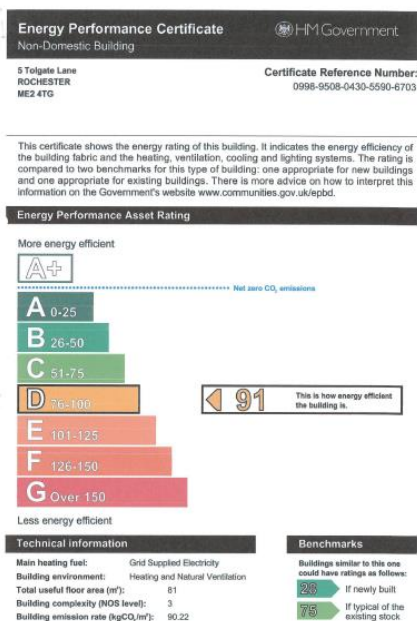 Energy Performance Certificate
HM Government
Non-Domestic Building
5 Tolgate Lane
ROCHESTER
ME2 4TG
Certificate Reference Number:
0998-9508-0430-5590-6703
This certificate shows the energy rating of this building. It indicates the energy efficiency of
the building fabric and the heating, ventilation, cooling and lighting systems. The rating is
compared to two benchmarks for this type of building: one appropriate for new buildings
and one appropriate for existing buildings. There is more advice on how to interpret this
information on the Government's website www.communities.gov.uk/epbd.
Energy Performance Asset Rating
More energy efficient
A+
Net zero CO₂ emissions
A 0-25
B 26-50
C 51-75
D 76-100
91
This is how energy efficient
the building is.
E 101-125
F 126-150
G Over 150
Less energy efficient
Technical information
Main heating fuel: Grid Supplied Electricity
Building environment: Heating and Natural Ventilation
Total useful floor area (m²): 61
Building complexity (NOS level): 3
Building emission rate (kgCO₂/m²): 90.22
Benchmarks
Buildings similar to this one
could have ratings as follows:
28 If newly built
75 If typical of the
existing stock